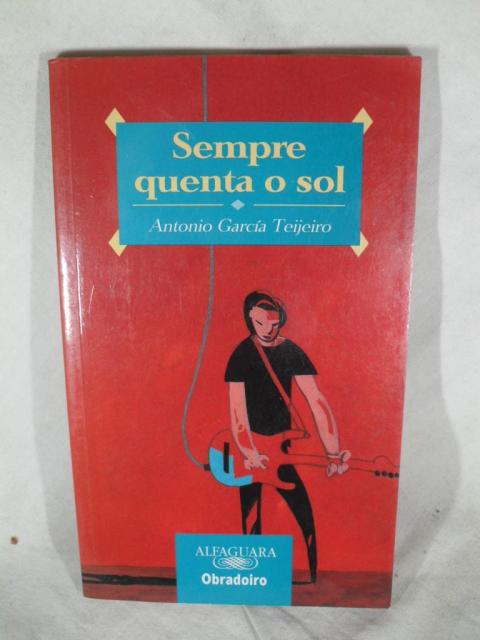 Sempre
quenta o sol
Antonio García Teijeiro
ALFAGUARA
Obradoiro